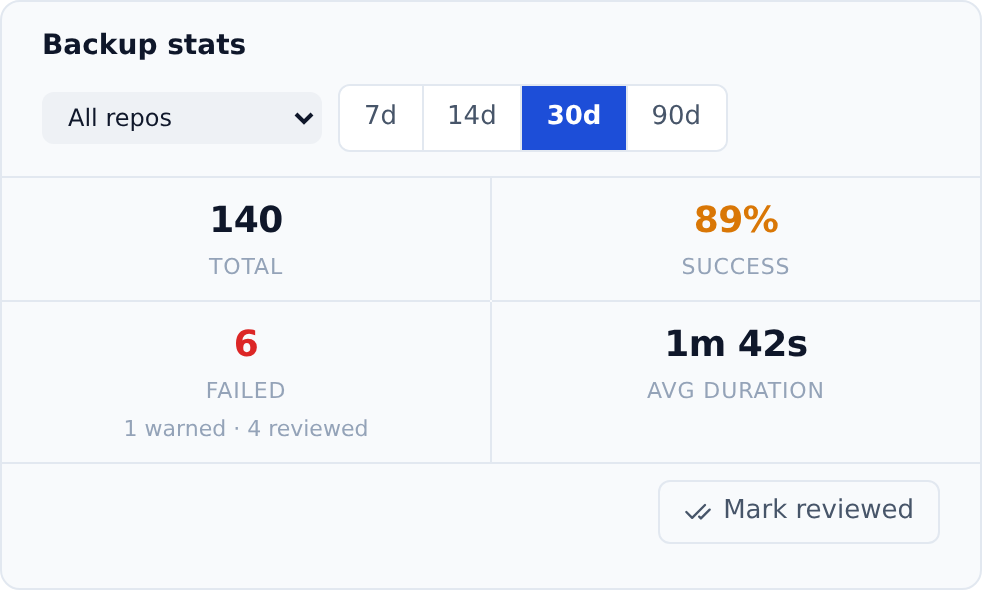 Backup stats
All repos
7d 14d 30d 90d
140
TOTAL
89%
SUCCESS
6
FAILED
1 warned · 4 reviewed
1m 42s
AVG DURATION
Mark reviewed